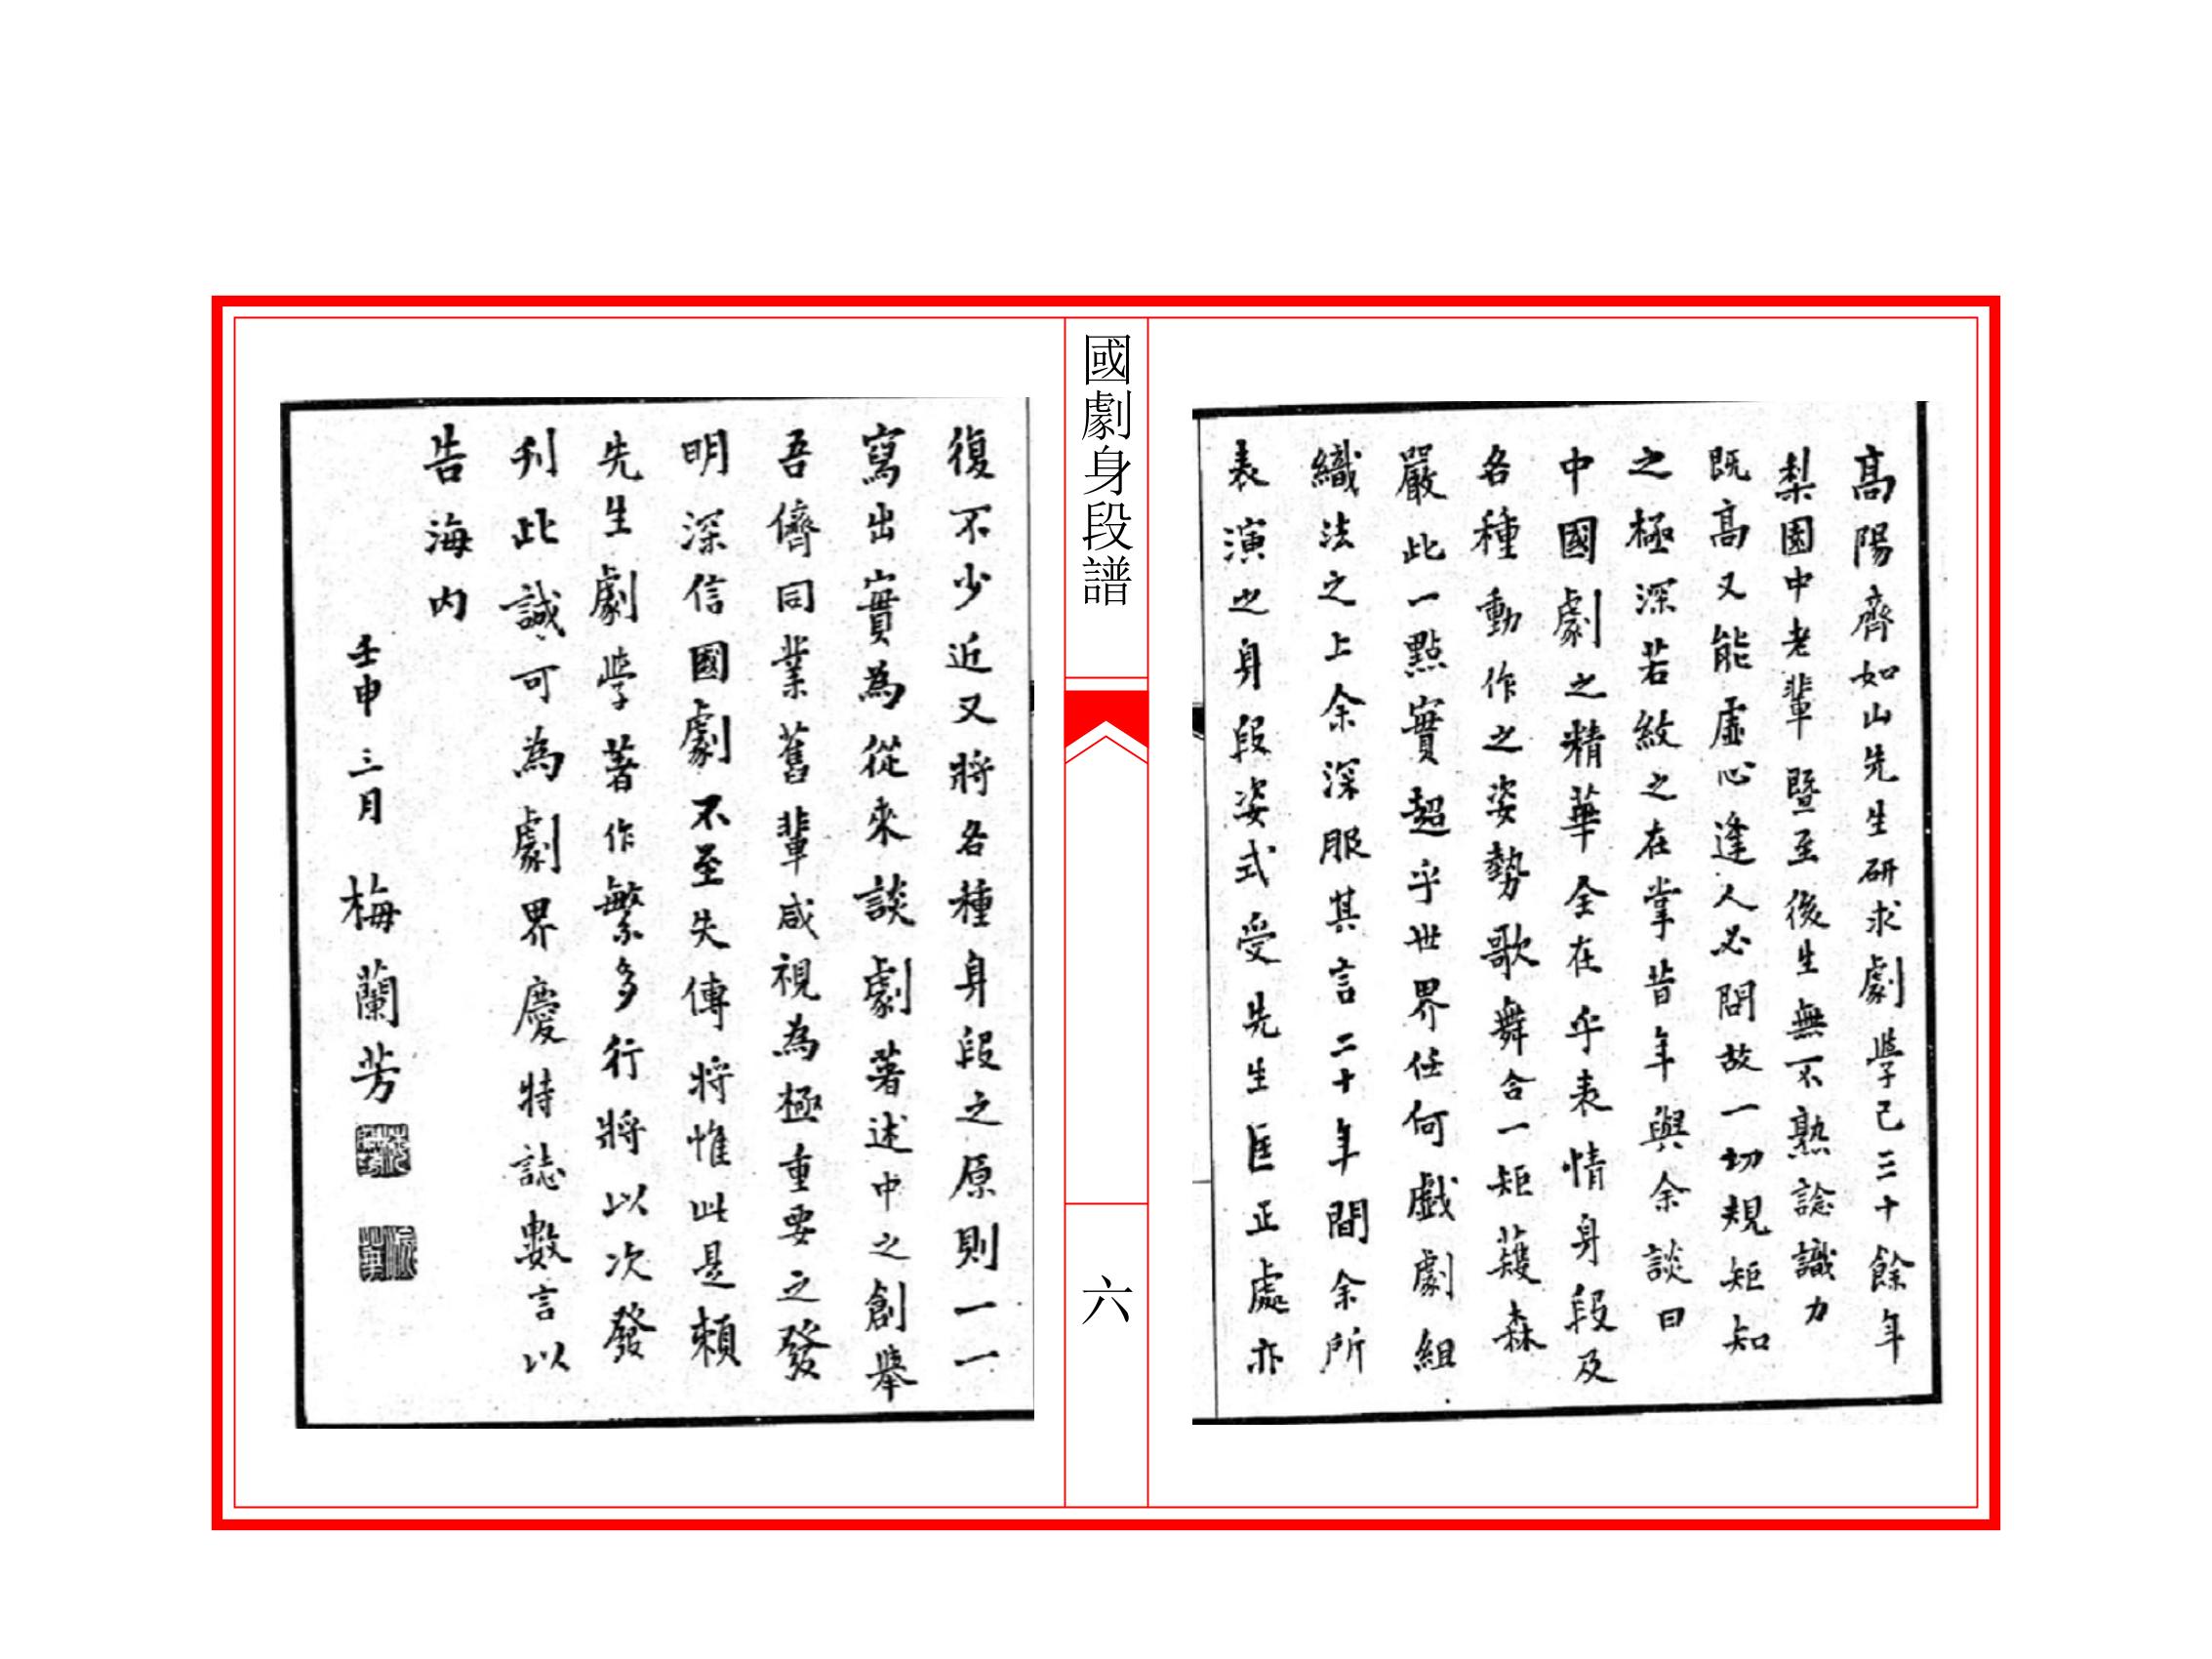 高陽齊如山先生研求劇學已三十餘年
梨園中老輩暨至後生無不熟諗識力
既高又能虛心逢人必問故一切規矩知
之極深若紋之在掌昔年與余談曰
中國劇之精華全在乎表情身段及
各種動作之姿勢歌舞合一矩矱森
嚴此一點實超乎世界任何戲劇組
織法之上余深服其言二十年間余所
表演之身段姿式受先生匡正處亦
國劇身段譜
六
復不少近又將各種身段之原則一一
寫出實為從來談劇著述中之創舉
吾儕同業舊輩咸視為極重要之發
明深信國劇不至失傳將惟此是賴
先生劇學著作繁多行將以次發
刋此誠可為劇界慶特誌數言以
告海內
壬申三月 梅蘭芳